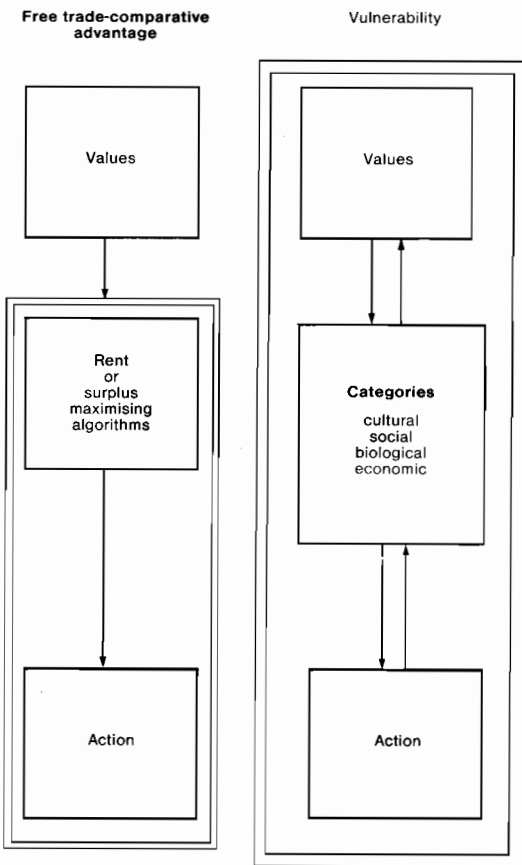 Free trade-comparative
advantage
Values
Rent
or
surplus
maximising
algorithms
Action
Vulnerability
Values
Categories
cultural
social
biological
economic
Action